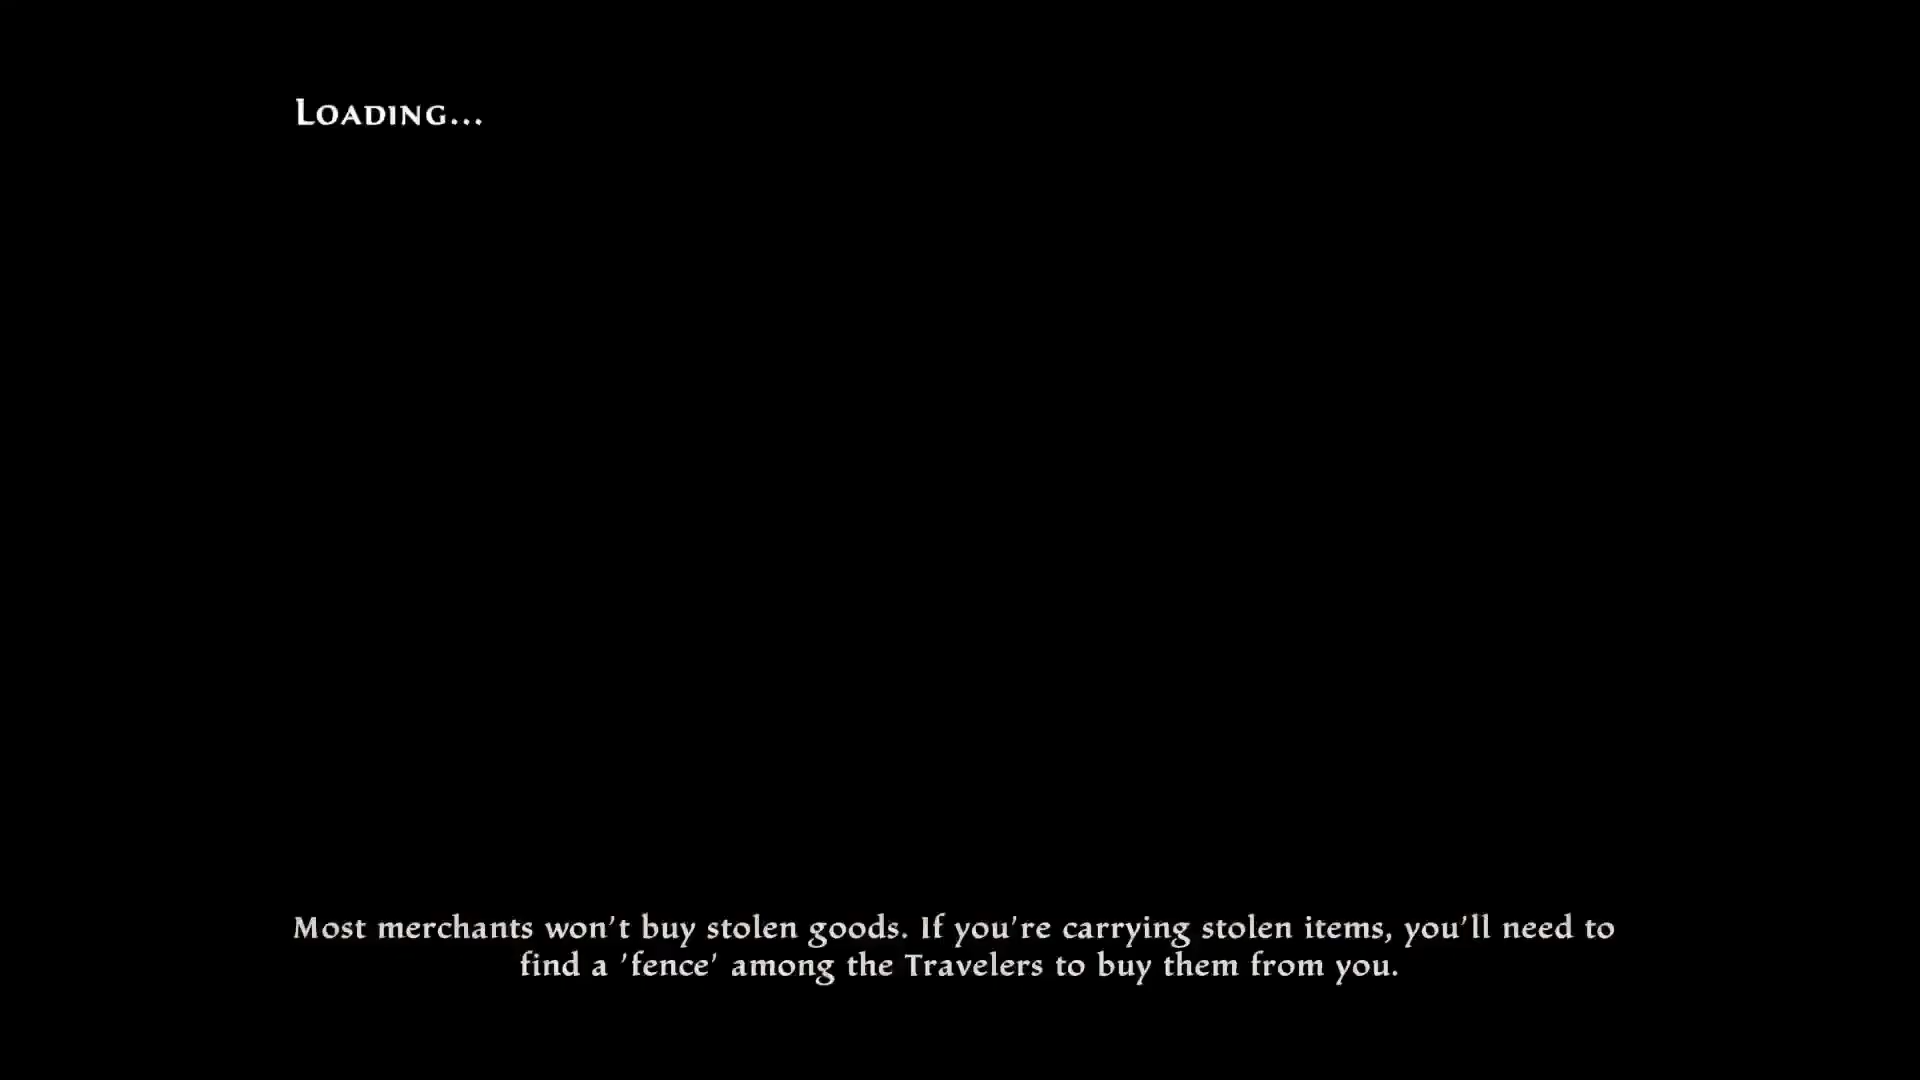 Loading...
Most merchants won't buy stolen goods. If you're carrying stolen items, you'll need to
find a 'fence' among the Travelers to buy them from you.